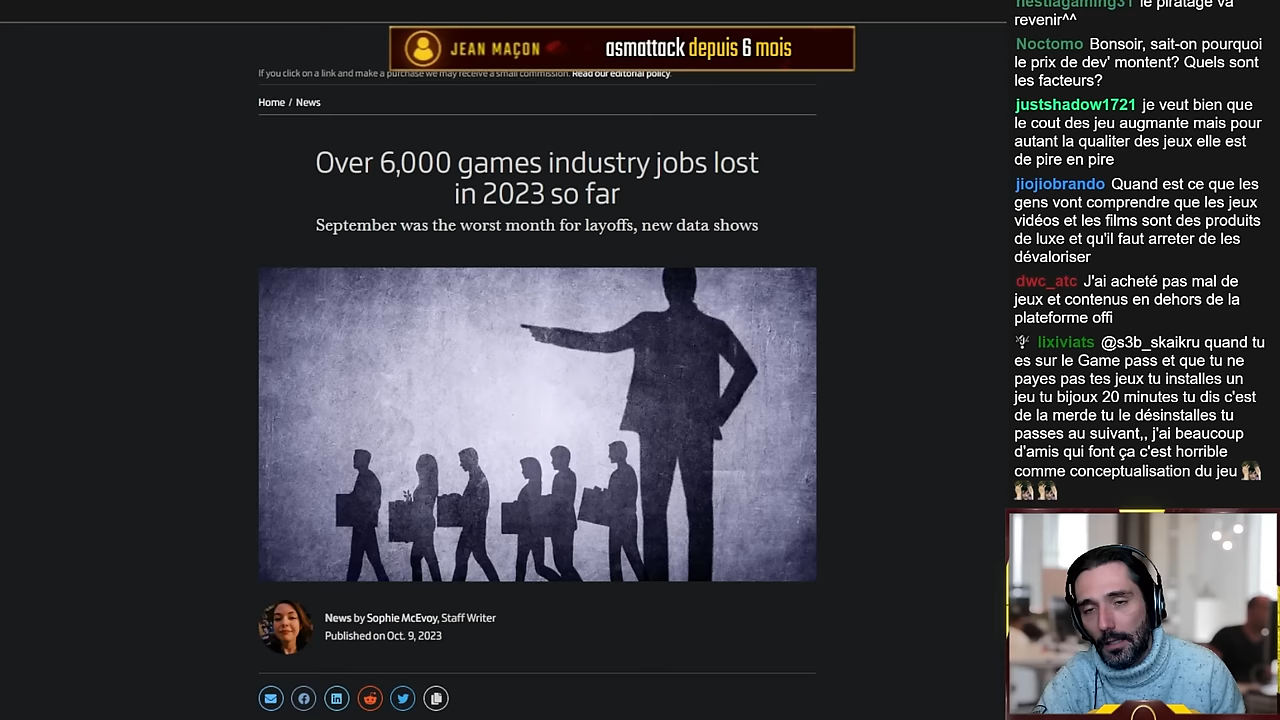 JEAN MAÇON asmattack depuis 6 mois
If you click on a link and make a purchase we may receive a small commission. Read our editorial policy.
Home / News
Over 6,000 games industry jobs lost
in 2023 so far
September was the worst month for layoffs, new data shows
News by Sophie McEvoy, Staff Writer
Published on Oct. 9, 2023
hestiagaming31 le piratage va
revenir^^
Noctomo Bonsoir, sait-on pourquoi
le prix de dev' montent? Quels sont
les facteurs?
justshadow1721 je veut bien que
le cout des jeu augmante mais pour
autant la qualiter des jeux elle est
de pire en pire
jiojiobrando Quand est ce que les
gens vont comprendre que les jeux
vidéos et les films sont des produits
de luxe et qu'il faut arreter de les
dévaloriser
dwc_atc J'ai acheté pas mal de
jeux et contenus en dehors de la
plateforme offi
lixiviats @s3b_skaikru quand tu
es sur le Game pass et que tu ne
payes pas tes jeux tu installes un
jeu tu bijoux 20 minutes tu dis c'est
de la merde tu le désinstalles tu
passes au suivant,, j'ai beaucoup
d'amis qui font ça c'est horrible
comme conceptualisation du jeu